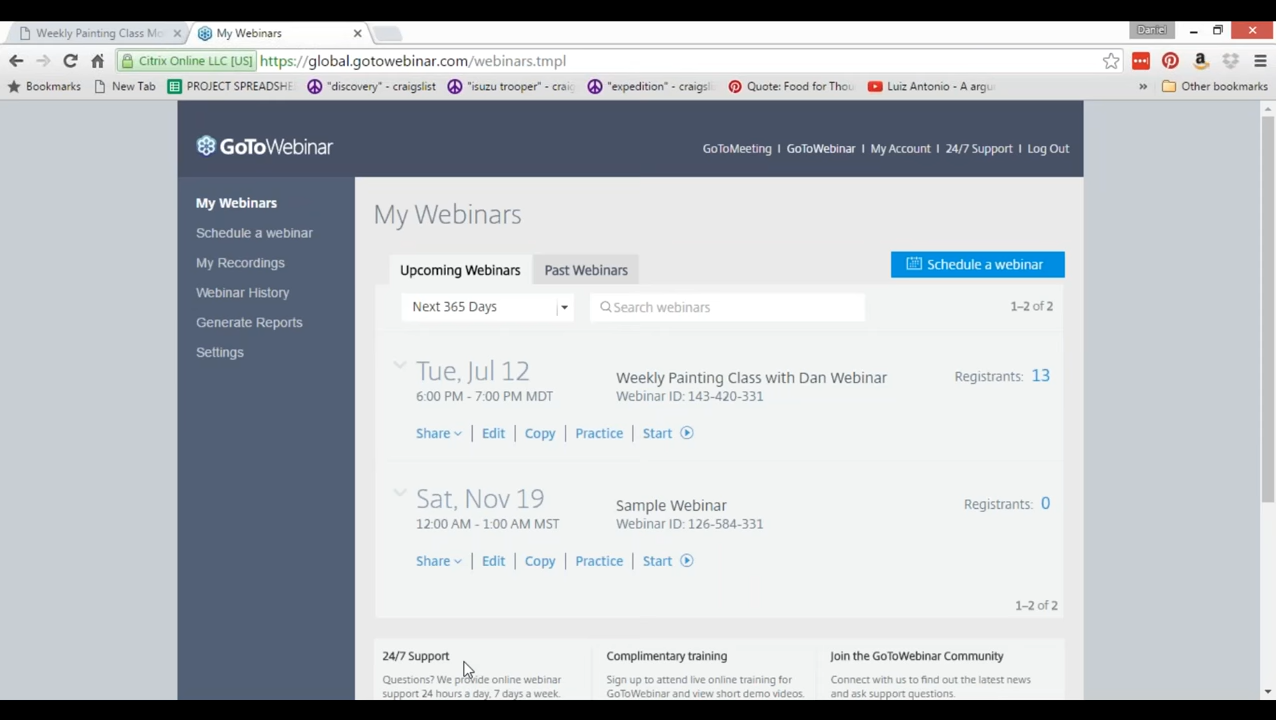 Weekly Painting Class Mo
My Webinars
Daniel
Citrix Online LLC [US] https://global.gotowebinar.com/webinars.tmpl
Bookmarks New Tab PROJECT SPREADSHE "discovery" - craigslist "isuzu trooper" - craig "expedition" - craigsl Quote: Food for Thou Luiz Antonio - A argu » Other bookmarks
GoToWebinar
GoToMeeting | GoToWebinar | My Account | 24/7 Support | Log Out
My Webinars
Schedule a webinar
My Recordings
Webinar History
Generate Reports
Settings
My Webinars
Upcoming Webinars Past Webinars
Schedule a webinar
Next 365 Days Search webinars 1–2 of 2
Tue, Jul 12
6:00 PM - 7:00 PM MDT
Weekly Painting Class with Dan Webinar
Webinar ID: 143-420-331
Registrants: 13
Share | Edit | Copy | Practice | Start
Sat, Nov 19
12:00 AM - 1:00 AM MST
Sample Webinar
Webinar ID: 126-584-331
Registrants: 0
Share | Edit | Copy | Practice | Start
1–2 of 2
24/7 Support
Questions? We provide online webinar
support 24 hours a day, 7 days a week.
Complimentary training
Sign up to attend live online training for
GoToWebinar and view short demo videos.
Join the GoToWebinar Community
Connect with us to find out the latest news
and ask support questions.